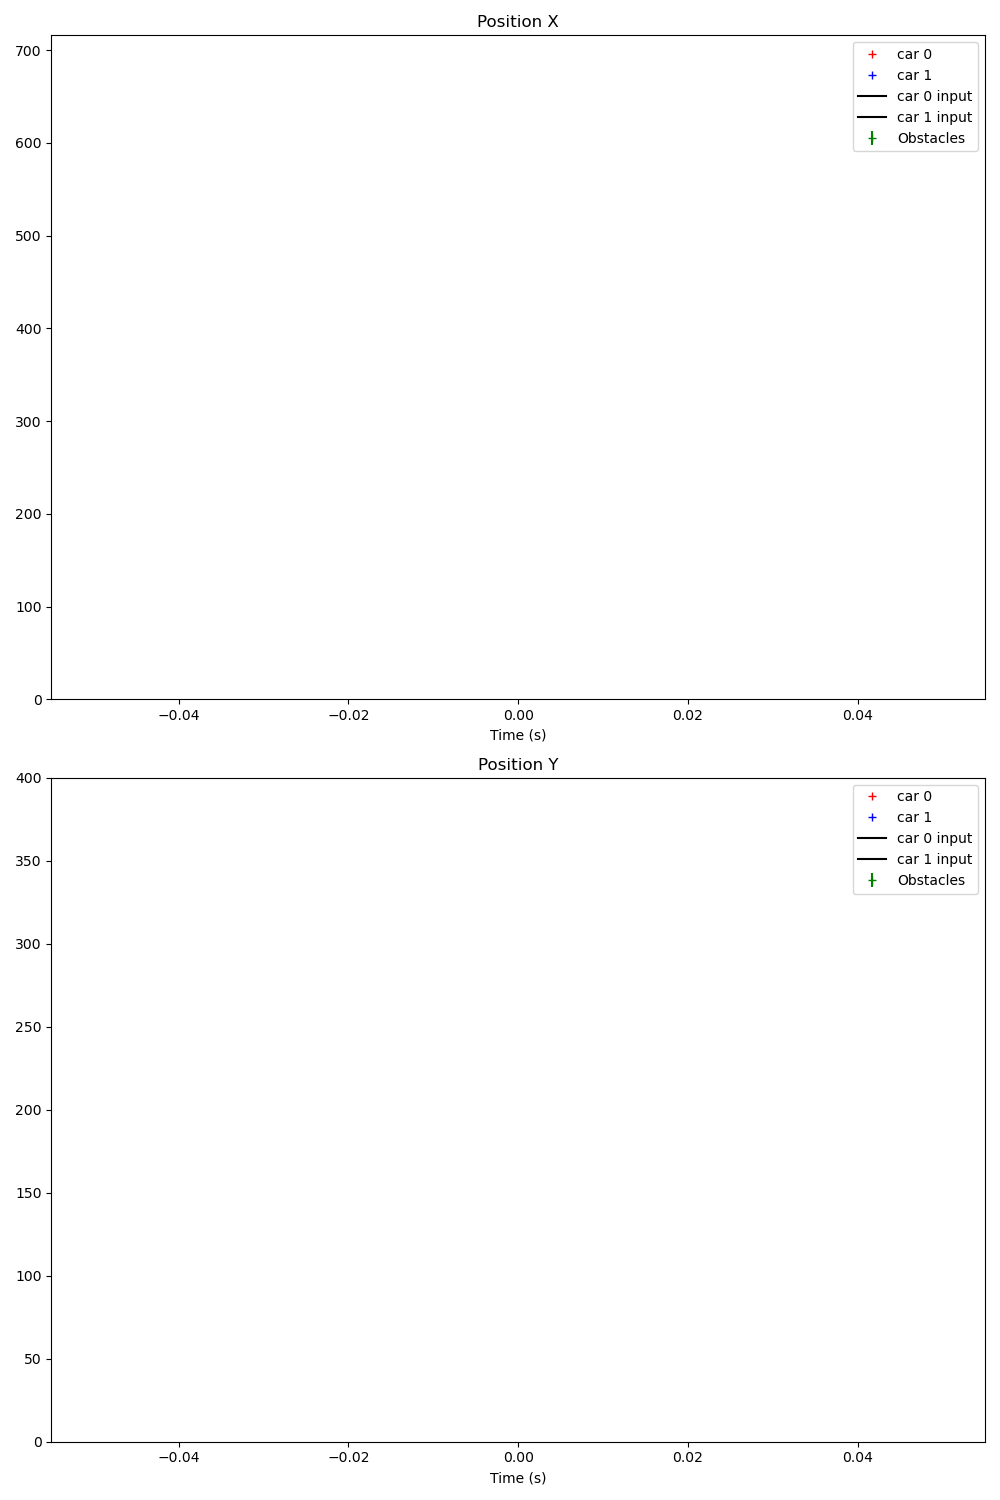 Position X
700
600
500
400
300
200
100
0
car 0
car 1
car 0 input
car 1 input
Obstacles
−0.04 −0.02 0.00 0.02 0.04
Time (s)
Position Y
400
350
300
250
200
150
100
50
0
car 0
car 1
car 0 input
car 1 input
Obstacles
−0.04 −0.02 0.00 0.02 0.04
Time (s)